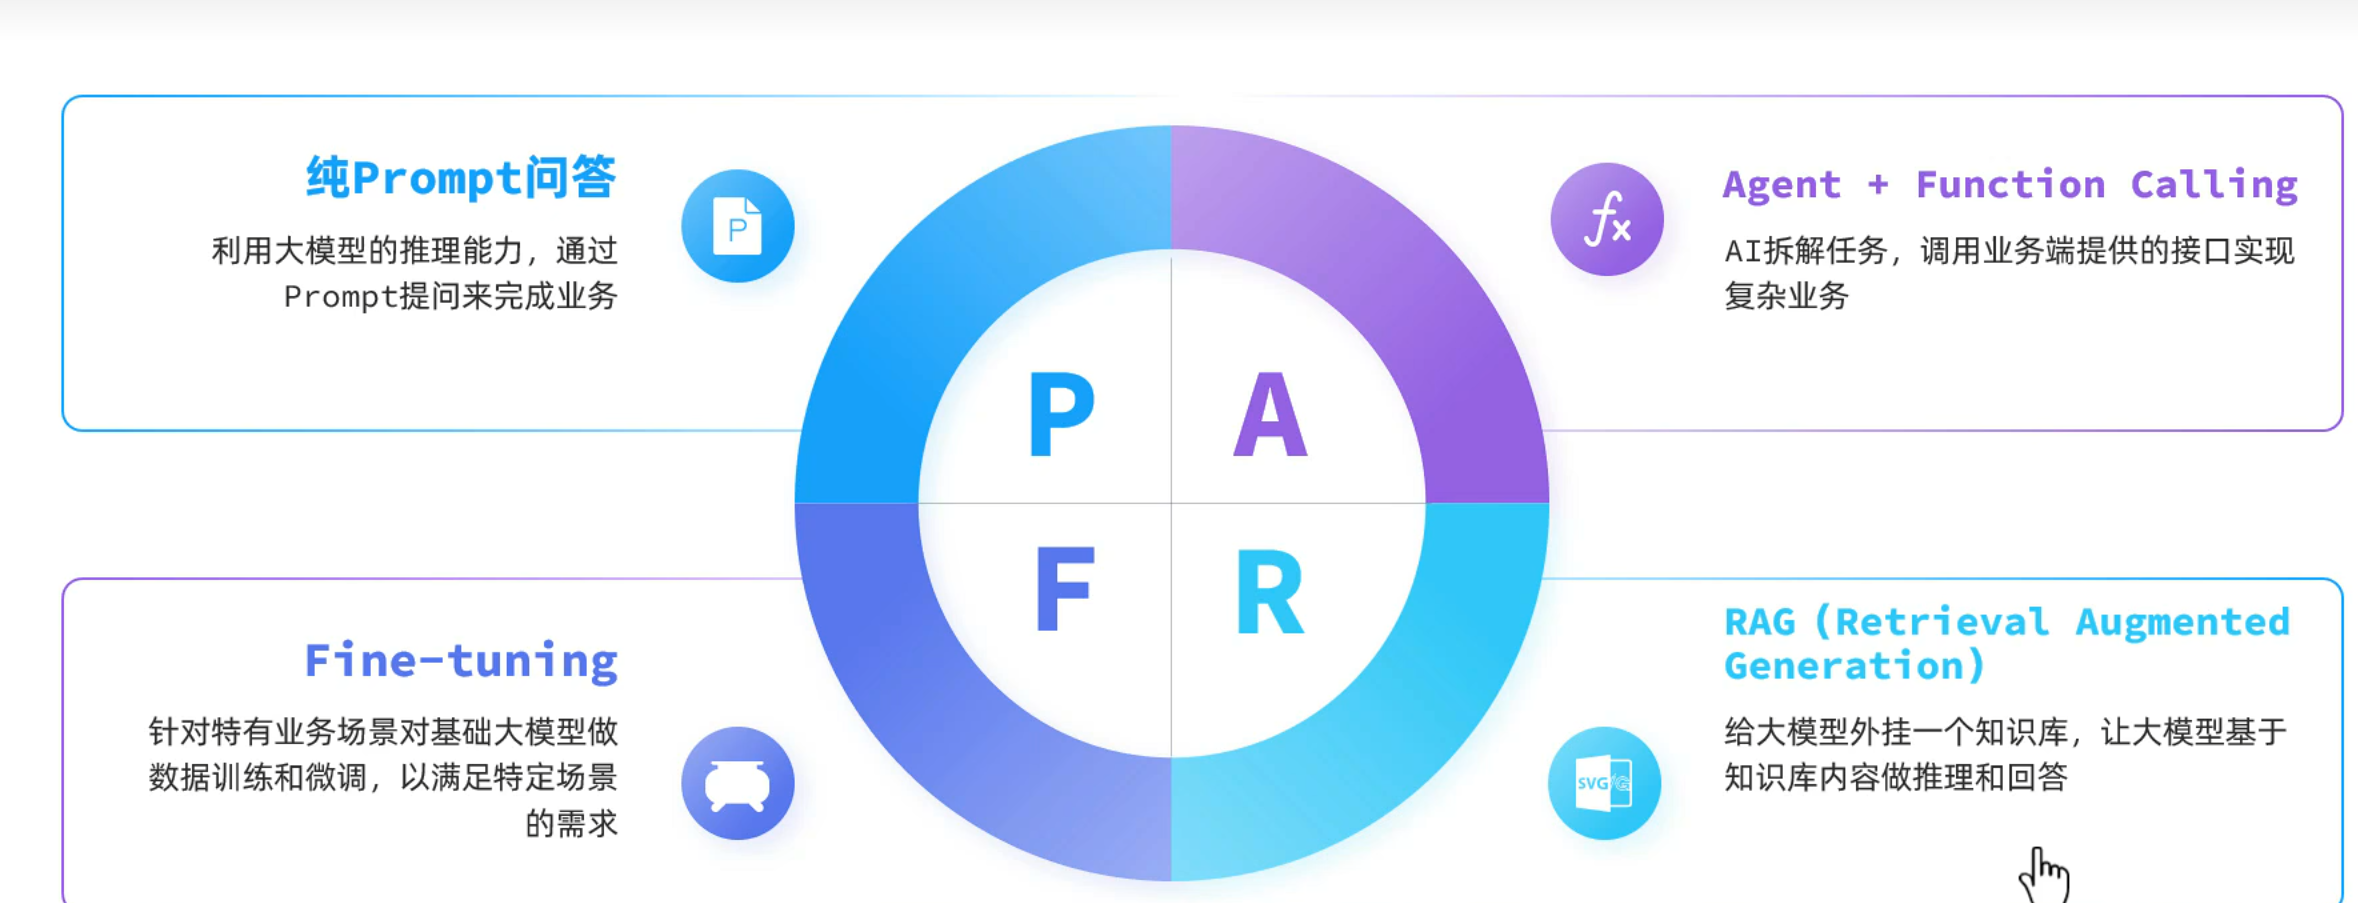 纯Prompt问答
利用大模型的推理能力，通过
Prompt提问来完成业务
P
Agent + Function Calling
AI拆解任务，调用业务端提供的接口实现
复杂业务
fx
P
A
F
R
Fine-tuning
针对特有业务场景对基础大模型做
数据训练和微调，以满足特定场景
的需求
RAG（Retrieval Augmented
Generation）
给大模型外挂一个知识库，让大模型基于
知识库内容做推理和回答
SVG